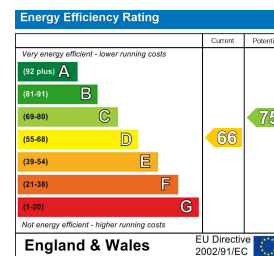 Energy Efficiency Rating
Current Potenti
Very energy efficient - lower running costs
(92 plus) A
(81-91) B
(69-80) C 75
(55-68) D 66
(39-54) E
(21-38) F
(1-20) G
Not energy efficient - higher running costs
England & Wales
EU Directive
2002/91/EC